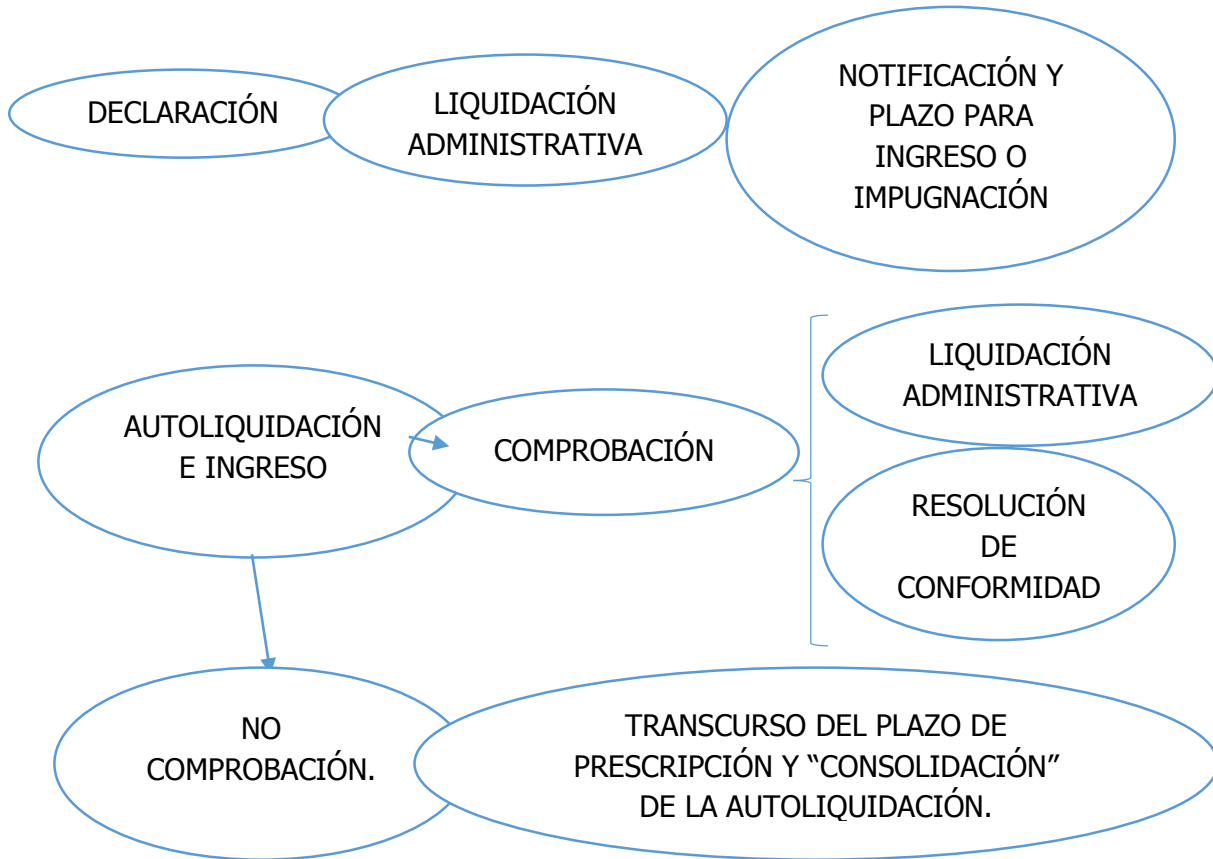 DECLARACIÓN
LIQUIDACIÓN
ADMINISTRATIVA
NOTIFICACIÓN Y
PLAZO PARA
INGRESO O
IMPUGNACIÓN
AUTOLIQUIDACIÓN
E INGRESO
COMPROBACIÓN
LIQUIDACIÓN
ADMINISTRATIVA
RESOLUCIÓN
DE
CONFORMIDAD
NO
COMPROBACIÓN.
TRANSCURSO DEL PLAZO DE
PRESCRIPCIÓN Y “CONSOLIDACIÓN”
DE LA AUTOLIQUIDACIÓN.